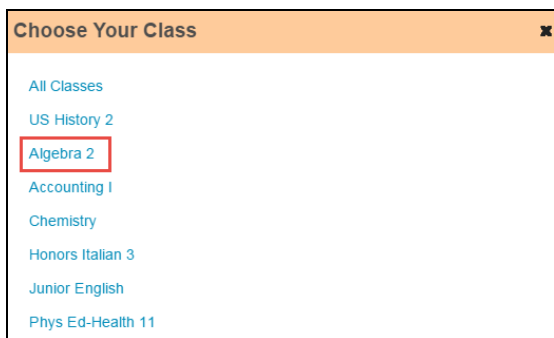 Choose Your Class
All Classes
US History 2
Algebra 2
Accounting I
Chemistry
Honors Italian 3
Junior English
Phys Ed-Health 11